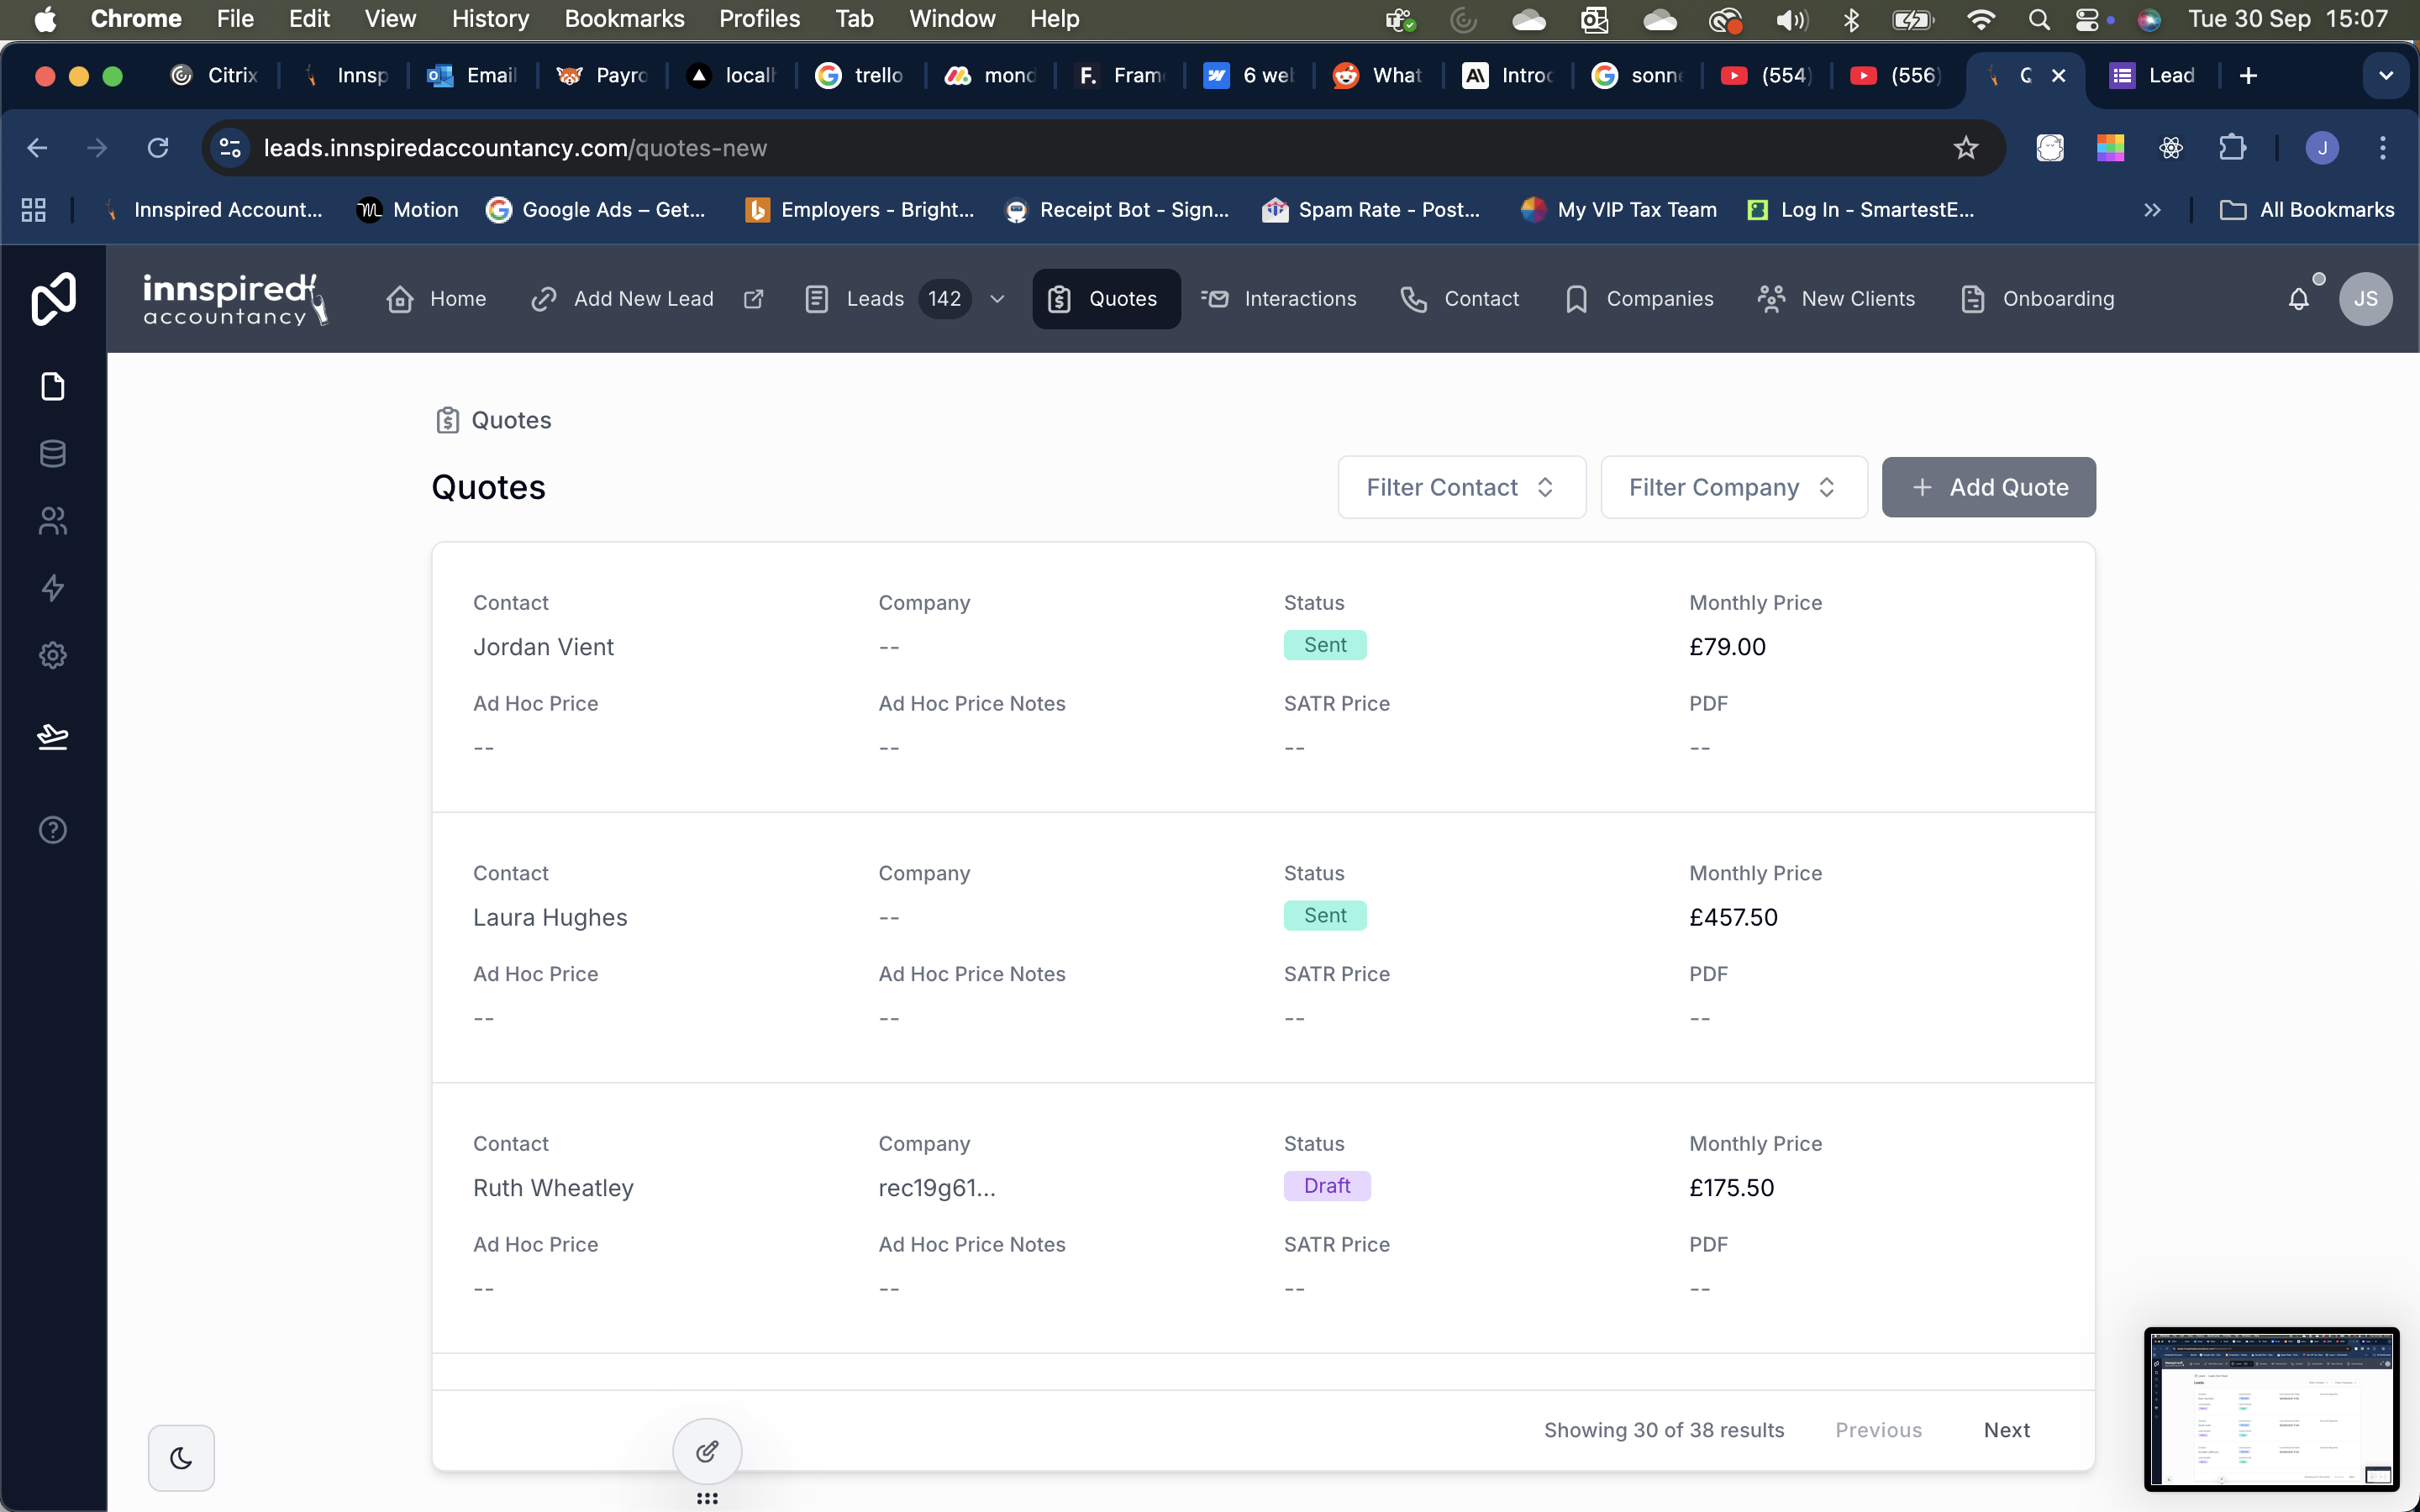 Chrome File Edit View History Bookmarks Profiles Tab Window Help Tue 30 Sep 15:07
Citrix Innsp Email Payro localh trello mond Fram 6 web What Introd sonne (554) (556) Q Lead
leads.innspiredaccountancy.com/quotes-new J
Innspired Account... Motion Google Ads – Get... Employers - Bright... Receipt Bot - Sign... Spam Rate - Post... My VIP Tax Team Log In - SmartestE... All Bookmarks
innspired accountancy
Home Add New Lead Leads 142 Quotes Interactions Contact Companies New Clients Onboarding JS
Quotes
Quotes Filter Contact Filter Company + Add Quote
Contact Company Status Monthly Price
Jordan Vient -- Sent £79.00
Ad Hoc Price Ad Hoc Price Notes SATR Price PDF
-- -- -- --
Contact Company Status Monthly Price
Laura Hughes -- Sent £457.50
Ad Hoc Price Ad Hoc Price Notes SATR Price PDF
-- -- -- --
Contact Company Status Monthly Price
Ruth Wheatley rec19g61... Draft £175.50
Ad Hoc Price Ad Hoc Price Notes SATR Price PDF
-- -- -- --
Showing 30 of 38 results Previous Next